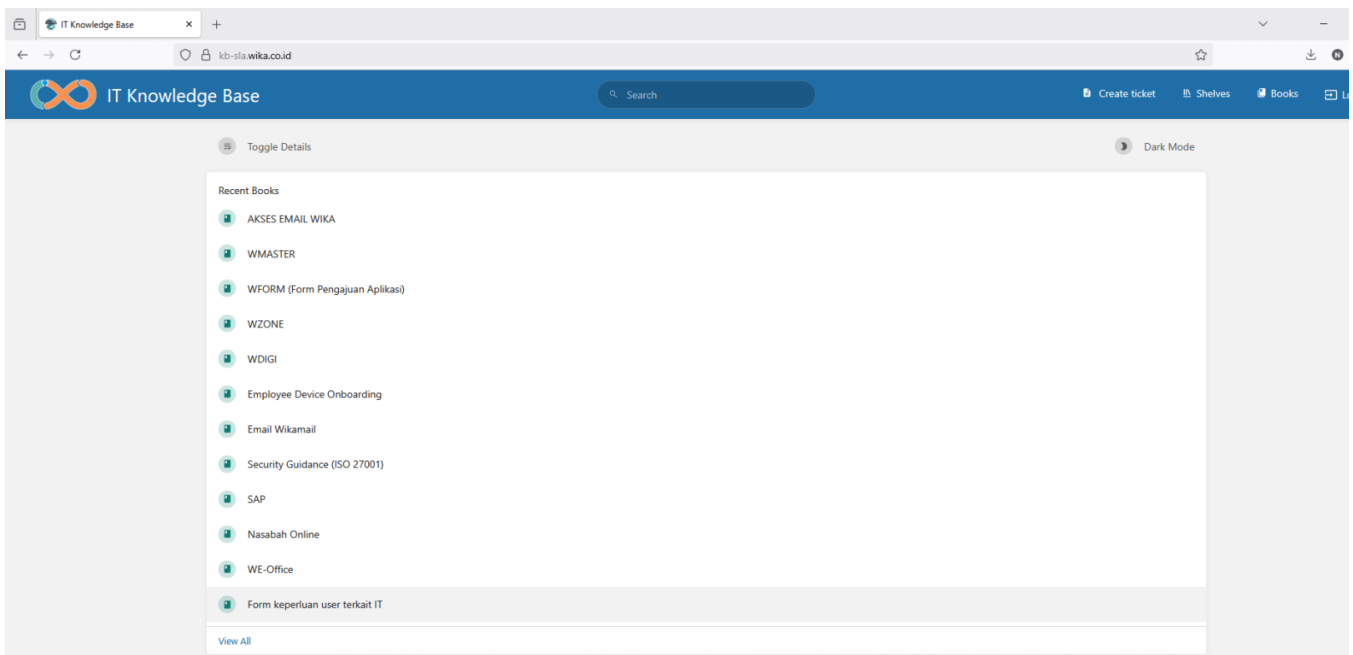 IT Knowledge Base
kb-sla.wika.co.id
IT Knowledge Base
Search
Create ticket
Shelves
Books
Toggle Details
Dark Mode
Recent Books
AKSES EMAIL WIKA
WMASTER
WFORM (Form Pengajuan Aplikasi)
WZONE
WDIGI
Employee Device Onboarding
Email Wikamail
Security Guidance (ISO 27001)
SAP
Nasabah Online
WE-Office
Form keperluan user terkait IT
View All